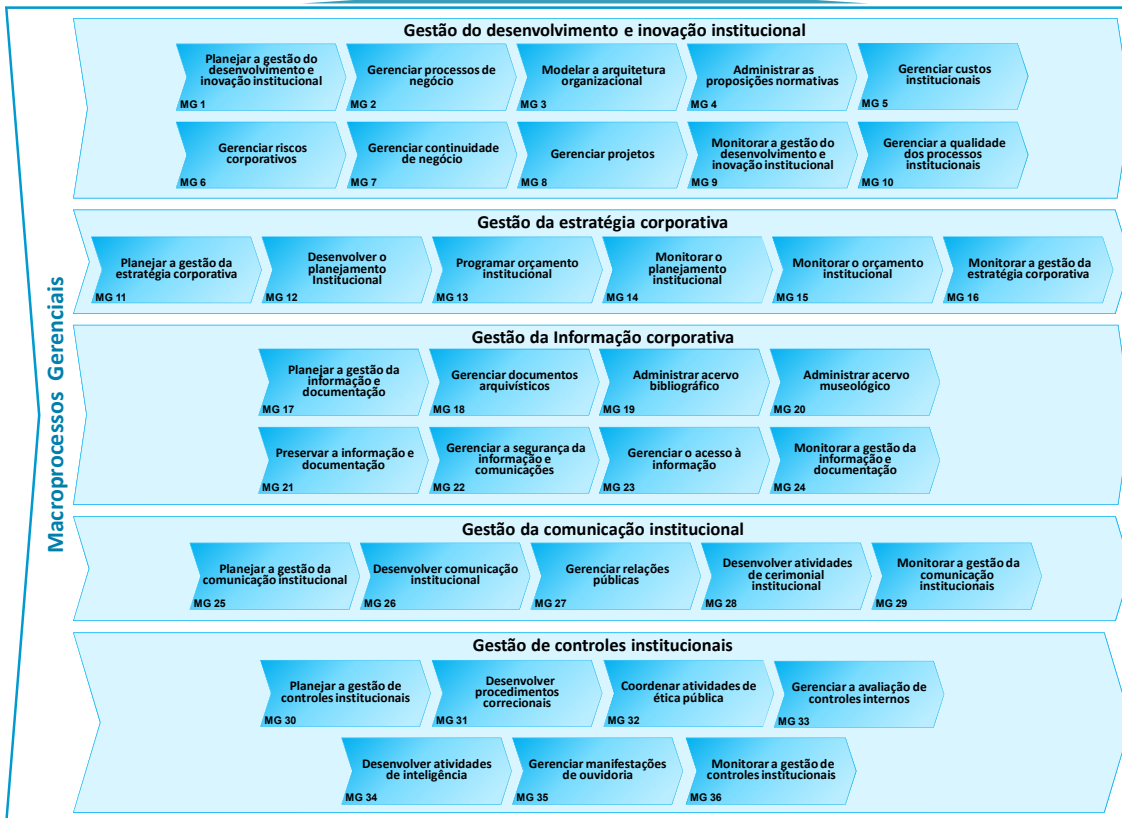 Macroprocessos Gerenciais
Gestão do desenvolvimento e inovação institucional
Planejar a gestão do
desenvolvimento e
inovação institucional
MG 1
Gerenciar processos de
negócio
MG 2
Modelar a arquitetura
organizacional
MG 3
Administrar as
proposições normativas
MG 4
Gerenciar custos
institucionais
MG 5
Gerenciar riscos
corporativos
MG 6
Gerenciar continuidade
de negócio
MG 7
Gerenciar projetos
MG 8
Monitorar a gestão do
desenvolvimento e
inovação institucional
MG 9
Gerenciar a qualidade
dos processos
institucionais
MG 10
Gestão da estratégia corporativa
Planejar a gestão da
estratégia corporativa
MG 11
Desenvolver o
planejamento
Institucional
MG 12
Programar orçamento
institucional
MG 13
Monitorar o
planejamento
institucional
MG 14
Monitorar o orçamento
institucional
MG 15
Monitorar a gestão da
estratégia corporativa
MG 16
Gestão da Informação corporativa
Planejar a gestão da
informação e
documentação
MG 17
Gerenciar documentos
arquivísticos
MG 18
Administrar acervo
bibliográfico
MG 19
Administrar acervo
museológico
MG 20
Preservar a informação e
documentação
MG 21
Gerenciar a segurança da
informação e
comunicações
MG 22
Gerenciar o acesso à
informação
MG 23
Monitorar a gestão da
informação e
documentação
MG 24
Gestão da comunicação institucional
Planejar a gestão da
comunicação institucional
MG 25
Desenvolver comunicação
institucional
MG 26
Gerenciar relações
públicas
MG 27
Desenvolver atividades
de cerimonial
institucional
MG 28
Monitorar a gestão da
comunicação
institucionais
MG 29
Gestão de controles institucionais
Planejar a gestão de
controles institucionais
MG 30
Desenvolver
procedimentos
correcionais
MG 31
Coordenar atividades de
ética pública
MG 32
Gerenciar a avaliação de
controles internos
MG 33
Desenvolver atividades
de inteligência
MG 34
Gerenciar manifestações
de ouvidoria
MG 35
Monitorar a gestão de
controles institucionais
MG 36